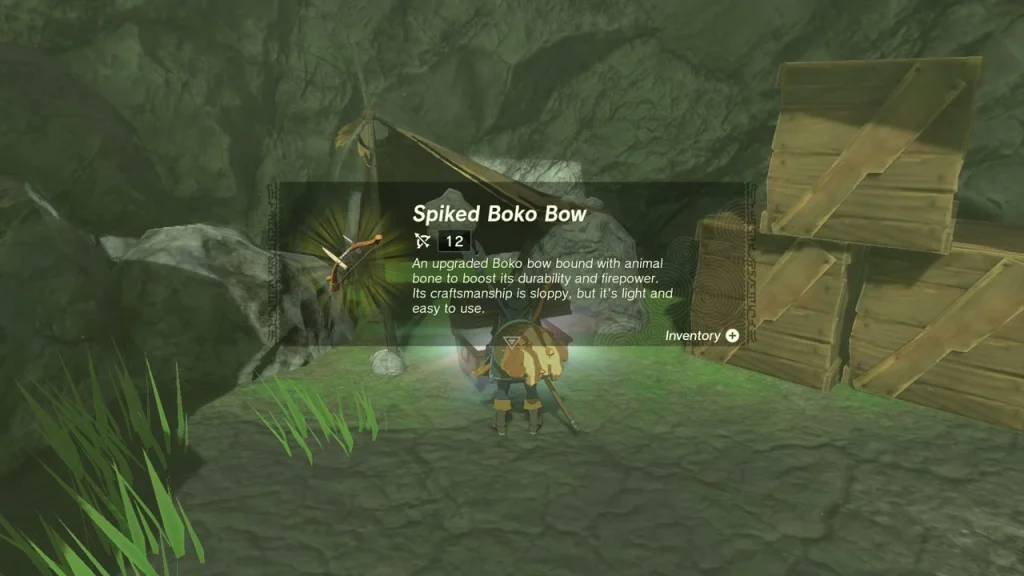 Spiked Boko Bow
12
An upgraded Boko bow bound with animal
bone to boost its durability and firepower.
Its craftsmanship is sloppy, but it's light and
easy to use.
Inventory